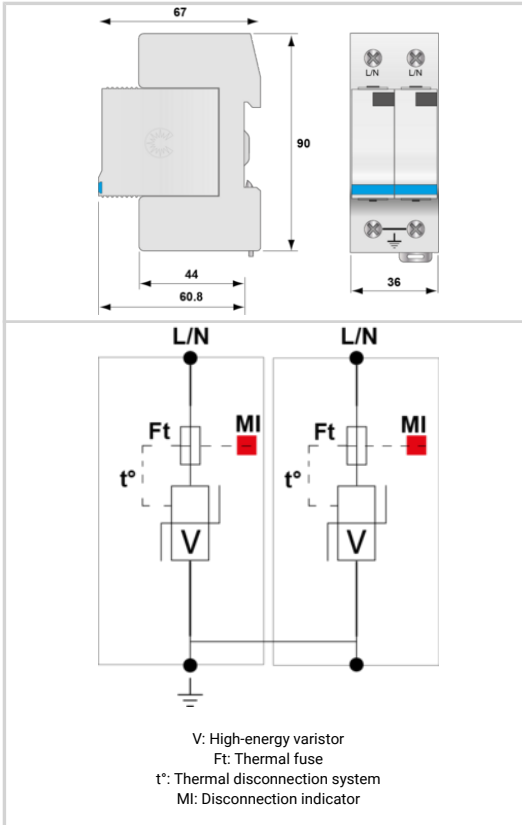 67
90
44
60.8
L/N L/N
36
L/N L/N
Ft MI Ft MI
t° t°
V V
V: High-energy varistor
Ft: Thermal fuse
t°: Thermal disconnection system
MI: Disconnection indicator